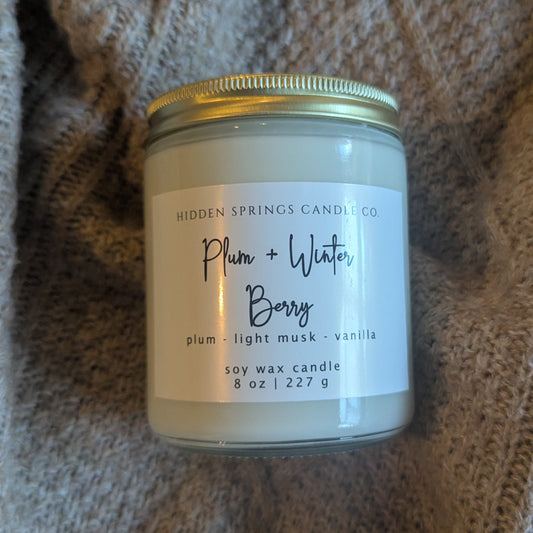 HIDDEN SPRINGS CANDLE CO.
Plum + Winter
Berry
plum - light musk - vanilla
soy wax candle
8 oz | 227 g